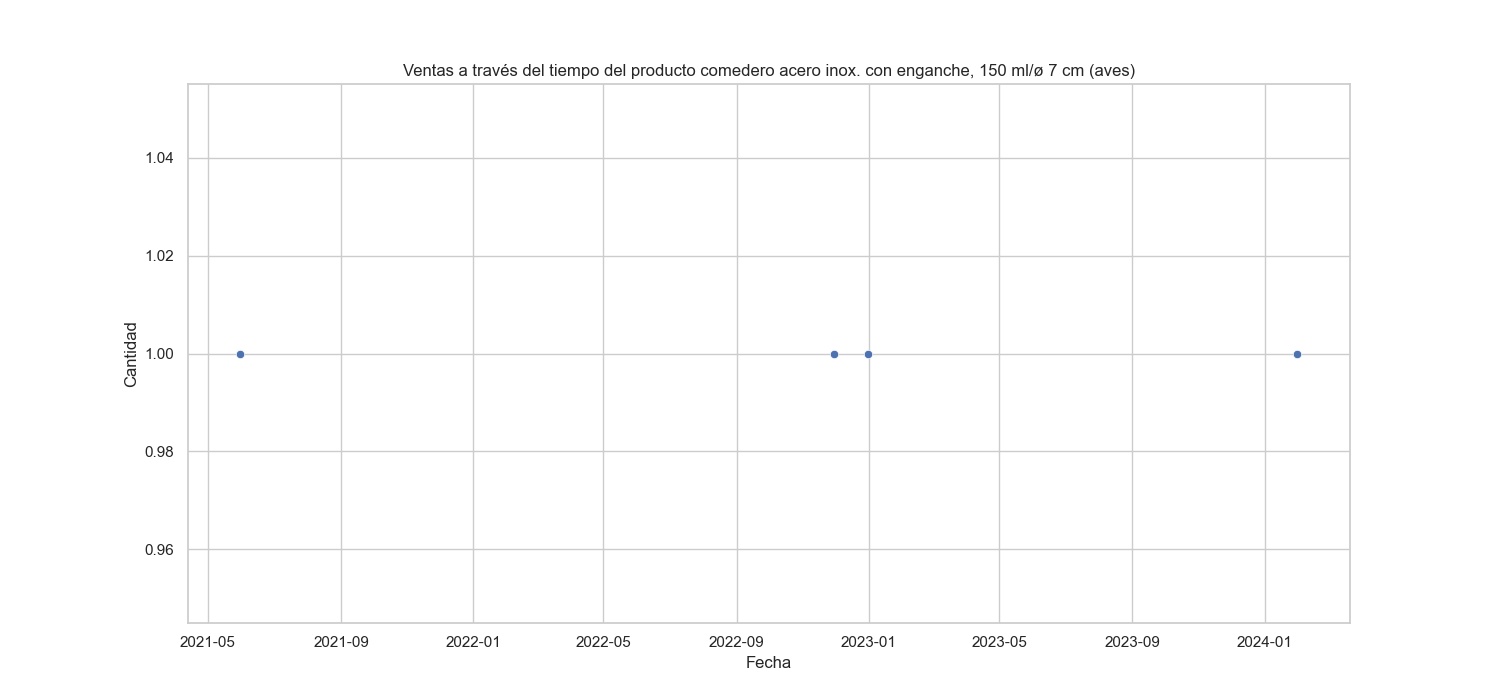 Ventas a través del tiempo del producto comedero acero inox. con enganche, 150 ml/ø 7 cm (aves)
1.04
1.02
1.00
0.98
0.96
Cantidad
2021-05 2021-09 2022-01 2022-05 2022-09 2023-01 2023-05 2023-09 2024-01
Fecha